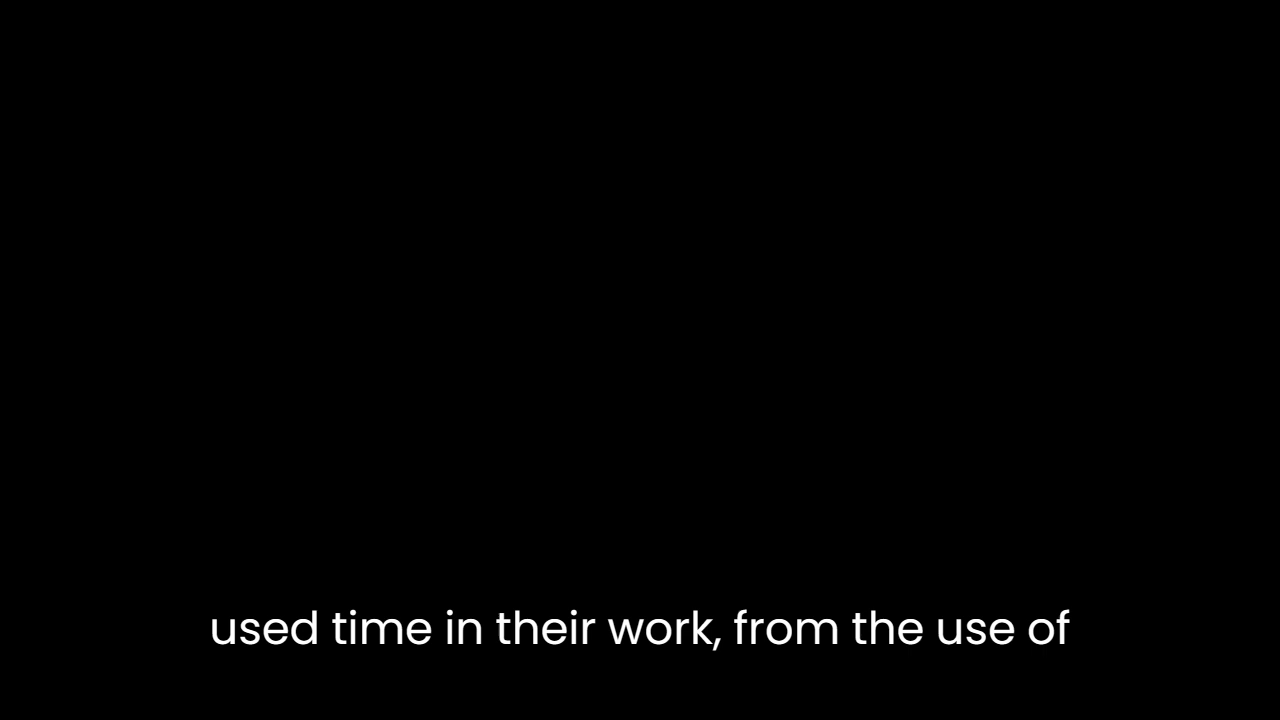 used time in their work, from the use of